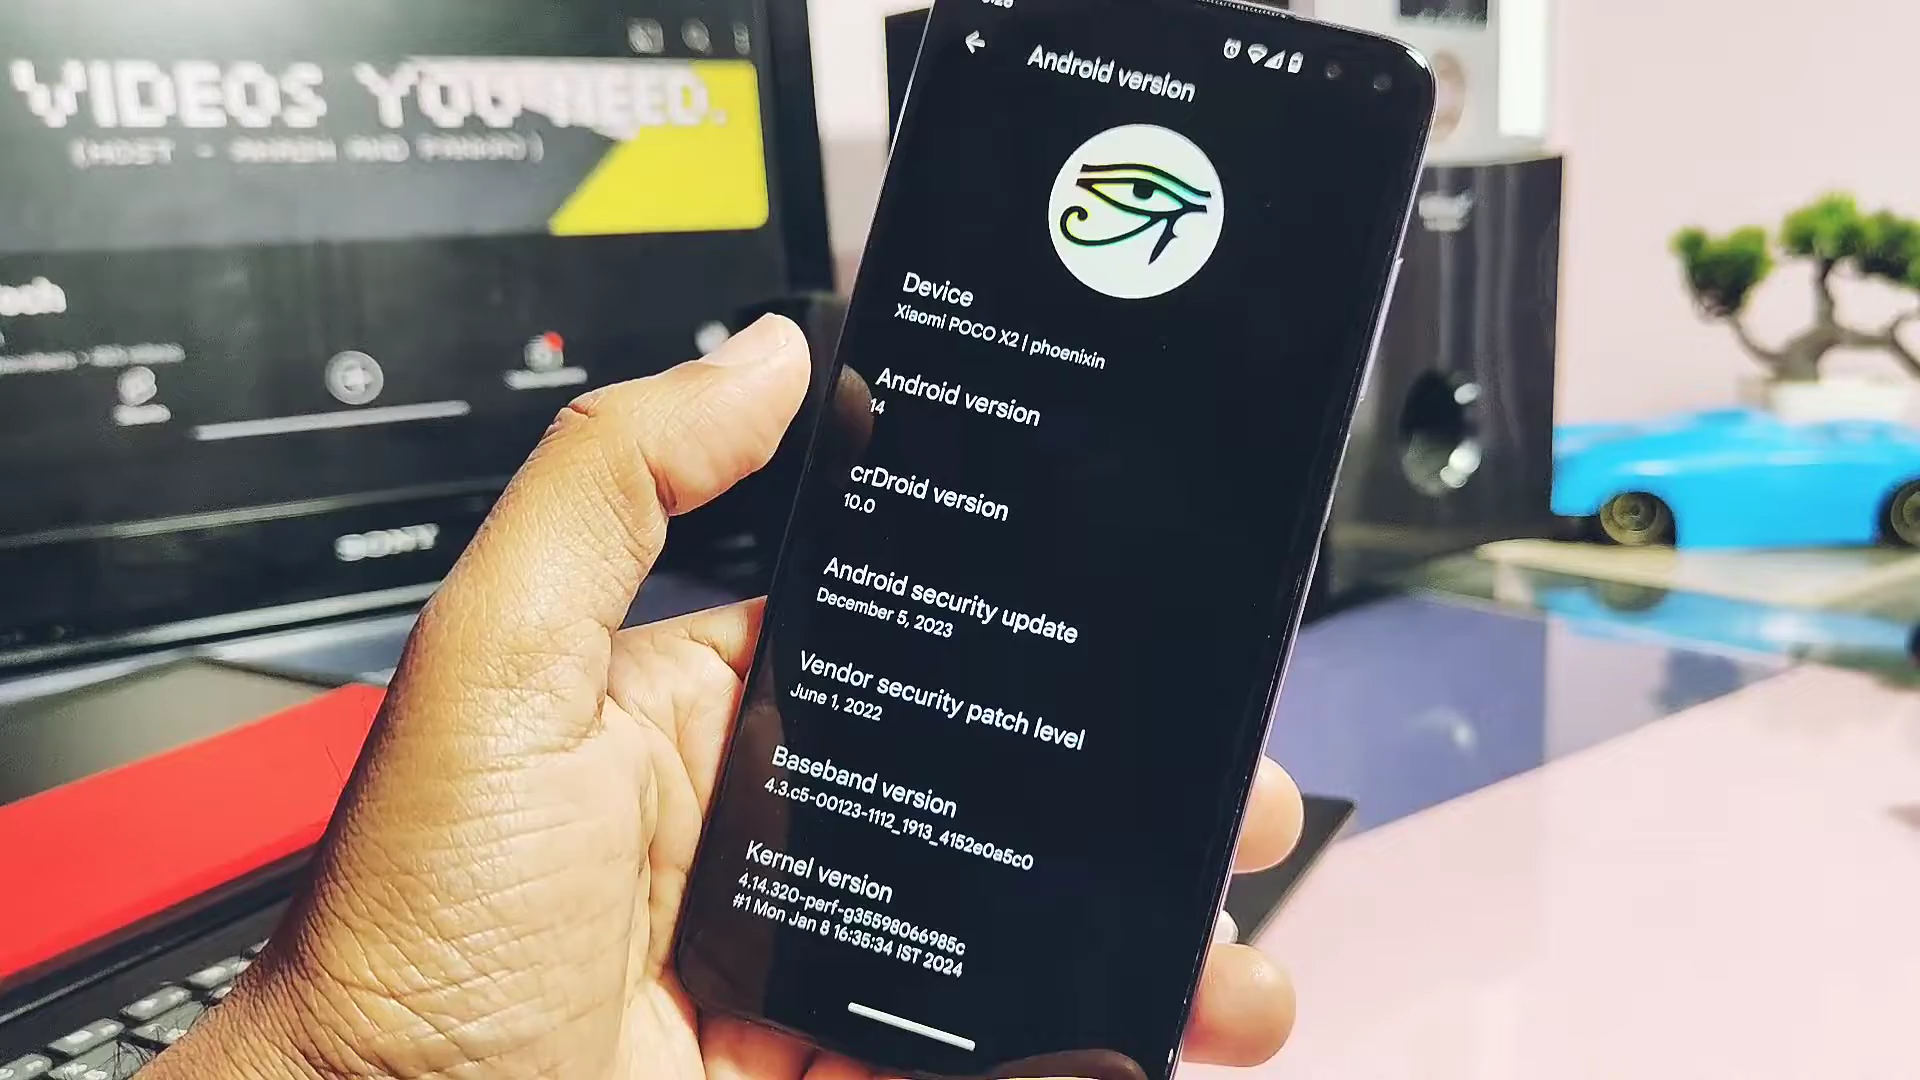 VIDEOS YOU NEED.
SONY
Android version
Device
Xiaomi POCO X2 | phoenixin
Android version
14
crDroid version
10.0
Android security update
December 5, 2023
Vendor security patch level
June 1, 2022
Baseband version
4.3.c5-00123-1112_1913_4152e0a5c0
Kernel version
4.14.320-perf-g35598066985c
#1 Mon Jan 8 16:35:34 IST 2024